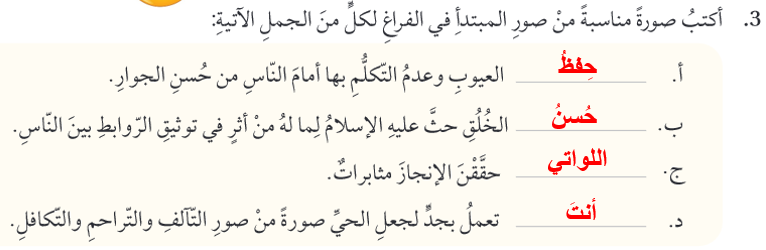 3. أكتبُ صورةً مناسبةً منْ صورِ المبتدأِ في الفراغِ لكلٍّ منَ الجملِ الآتيةِ:
أ. حِفظُ العيوبِ وعدمُ التّكلُّمِ بها أمامَ النّاسِ من حُسنِ الجوارِ.
ب. حُسنُ الخُلُقِ حثَّ عليهِ الإسلامُ لِما لهُ منْ أثرٍ في توثيقِ الرّوابطِ بينَ النّاسِ.
ج. اللواتي حقَّقْنَ الإنجازَ مثابراتٌ.
د. أنتَ تعملُ بجدٍّ لجعلِ الحيِّ صورةً منْ صورِ التّآلفِ والتّراحمِ والتّكافلِ.